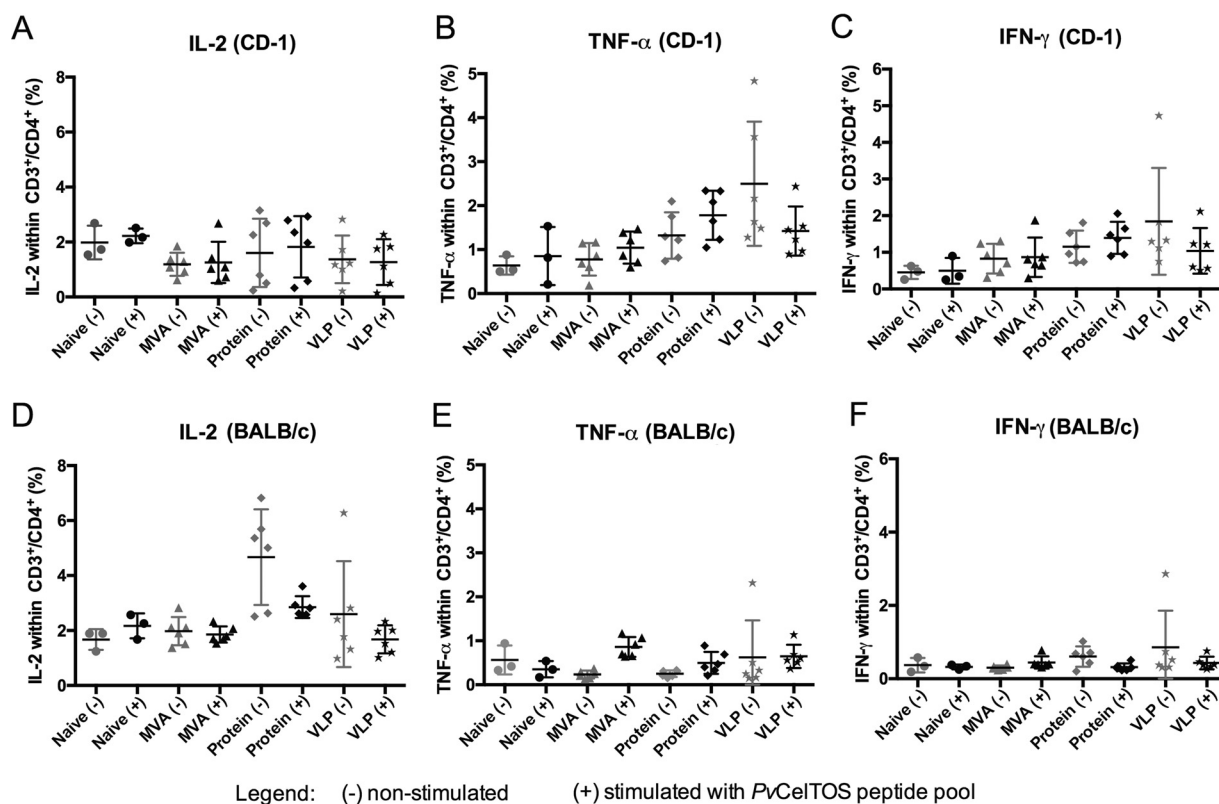 A
IL-2 (CD-1)
IL-2 within CD3⁺/CD4⁺ (%)
8
6
4
2
0
Naive (-)
Naive (+)
MVA (-)
MVA (+)
Protein (-)
Protein (+)
VLP (-)
VLP (+)
B
TNF-α (CD-1)
TNF-α within CD3⁺/CD4⁺ (%)
5
4
3
2
1
0
Naive (-)
Naive (+)
MVA (-)
MVA (+)
Protein (-)
Protein (+)
VLP (-)
VLP (+)
C
IFN-γ (CD-1)
IFN-γ within CD3⁺/CD4⁺ (%)
6
5
4
3
2
1
0
Naive (-)
Naive (+)
MVA (-)
MVA (+)
Protein (-)
Protein (+)
VLP (-)
VLP (+)
D
IL-2 (BALB/c)
IL-2 within CD3⁺/CD4⁺ (%)
8
6
4
2
0
Naive (-)
Naive (+)
MVA (-)
MVA (+)
Protein (-)
Protein (+)
VLP (-)
VLP (+)
E
TNF-α (BALB/c)
TNF-α within CD3⁺/CD4⁺ (%)
5
4
3
2
1
0
Naive (-)
Naive (+)
MVA (-)
MVA (+)
Protein (-)
Protein (+)
VLP (-)
VLP (+)
F
IFN-γ (BALB/c)
IFN-γ within CD3⁺/CD4⁺ (%)
6
4
2
0
Naive (-)
Naive (+)
MVA (-)
MVA (+)
Protein (-)
Protein (+)
VLP (-)
VLP (+)
Legend: (-) non-stimulated (+) stimulated with PvCelTOS peptide pool